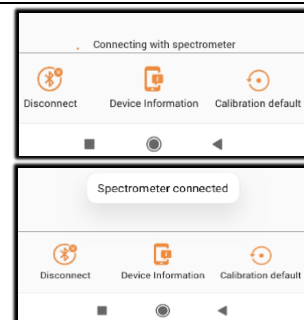 Connecting with spectrometer
Disconnect Device Information Calibration default
Spectrometer connected
Disconnect Device Information Calibration default